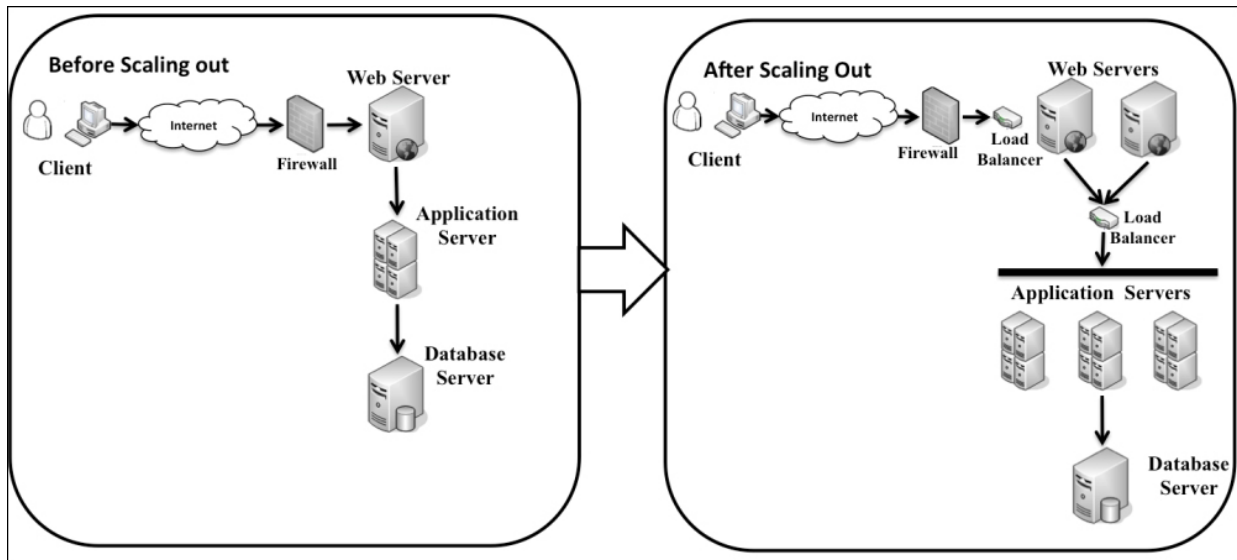 Before Scaling out
Web Server
Internet
Firewall
Client
Application
Server
Database
Server
After Scaling Out
Web Servers
Internet
Load
Balancer
Firewall
Client
Load
Balancer
Application Servers
Database
Server